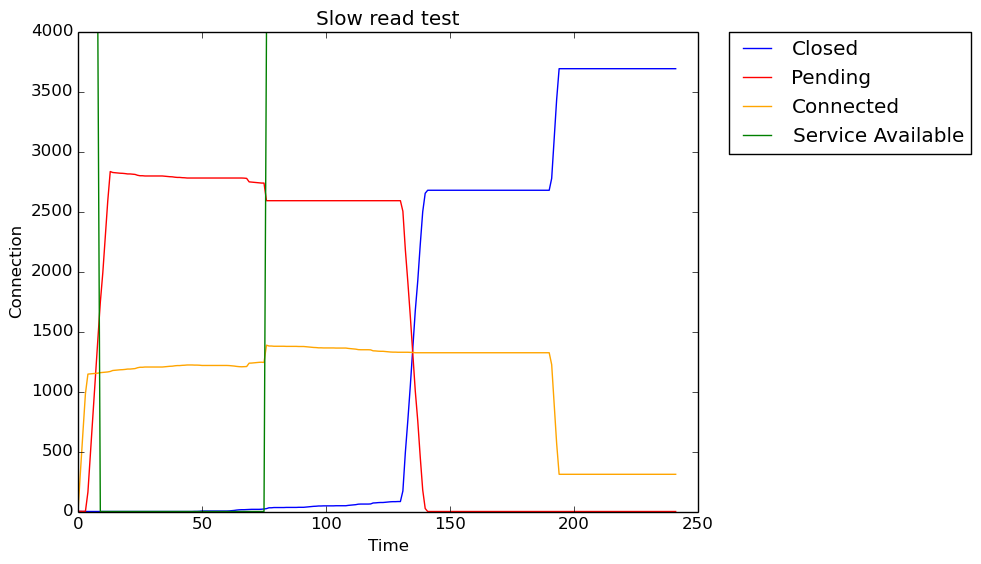 Slow read test
4000
3500
3000
2500
2000
1500
1000
500
0
Connection
0 50 100 150 200 250
Time
Closed
Pending
Connected
Service Available